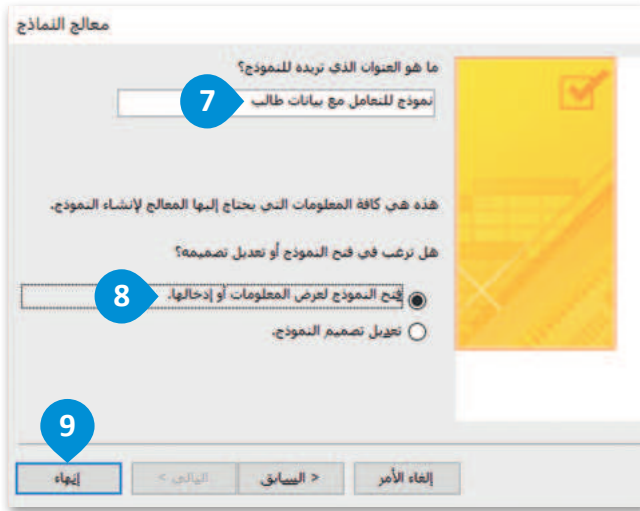 معالج النماذج
ما هو العنوان الذي تريده للنموذج؟
نموذج للتعامل مع بيانات طالب
7
هذه هي كافة المعلومات التي يحتاج إليها المعالج لإنشاء النموذج.
هل ترغب في فتح النموذج أو تعديل تصميمه؟
فتح النموذج لعرض المعلومات أو إدخالها.
8
تعديل تصميم النموذج.
9
إلغاء الأمر
< السابق
التالي >
إنهاء